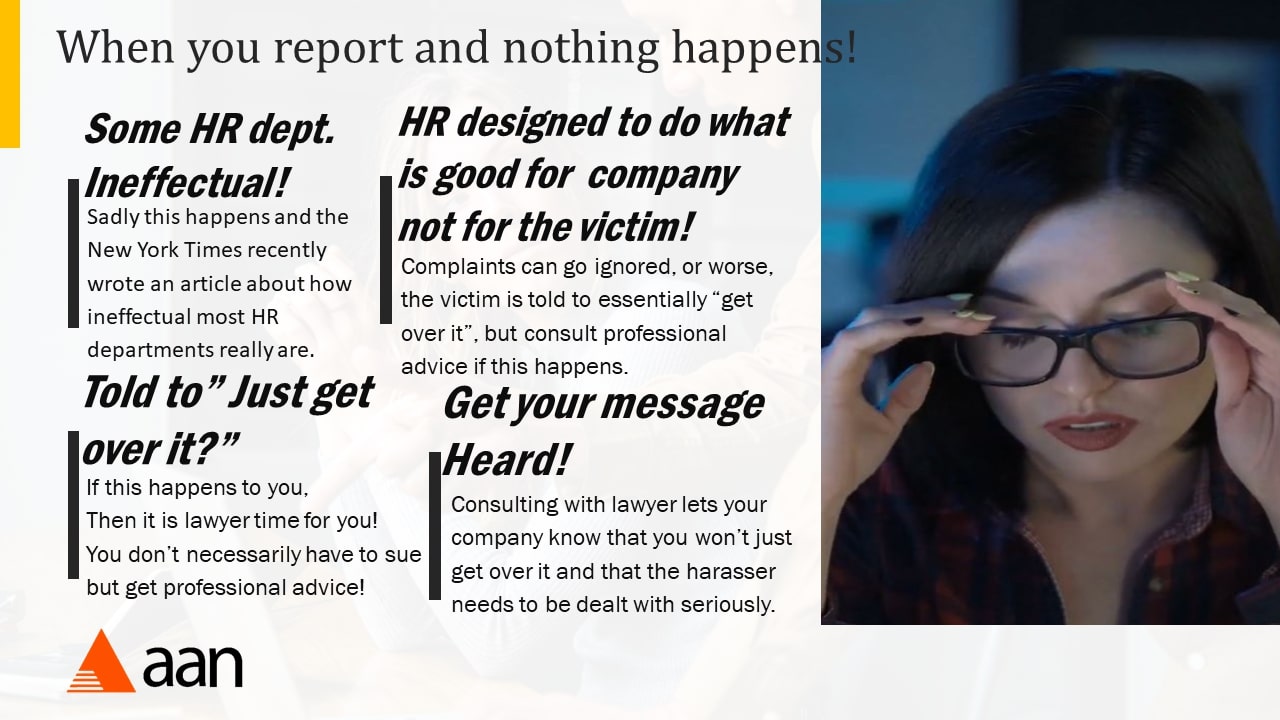 When you report and nothing happens!
Some HR dept.
Ineffectual!
Sadly this happens and the
New York Times recently
wrote an article about how
ineffectual most HR
departments really are.
HR designed to do what
is good for company
not for the victim!
Complaints can go ignored, or worse,
the victim is told to essentially “get
over it”, but consult professional
advice if this happens.
Told to” Just get
over it?”
If this happens to you,
Then it is lawyer time for you!
You don’t necessarily have to sue
but get professional advice!
Get your message
Heard!
Consulting with lawyer lets your
company know that you won’t just
get over it and that the harasser
needs to be dealt with seriously.
aan